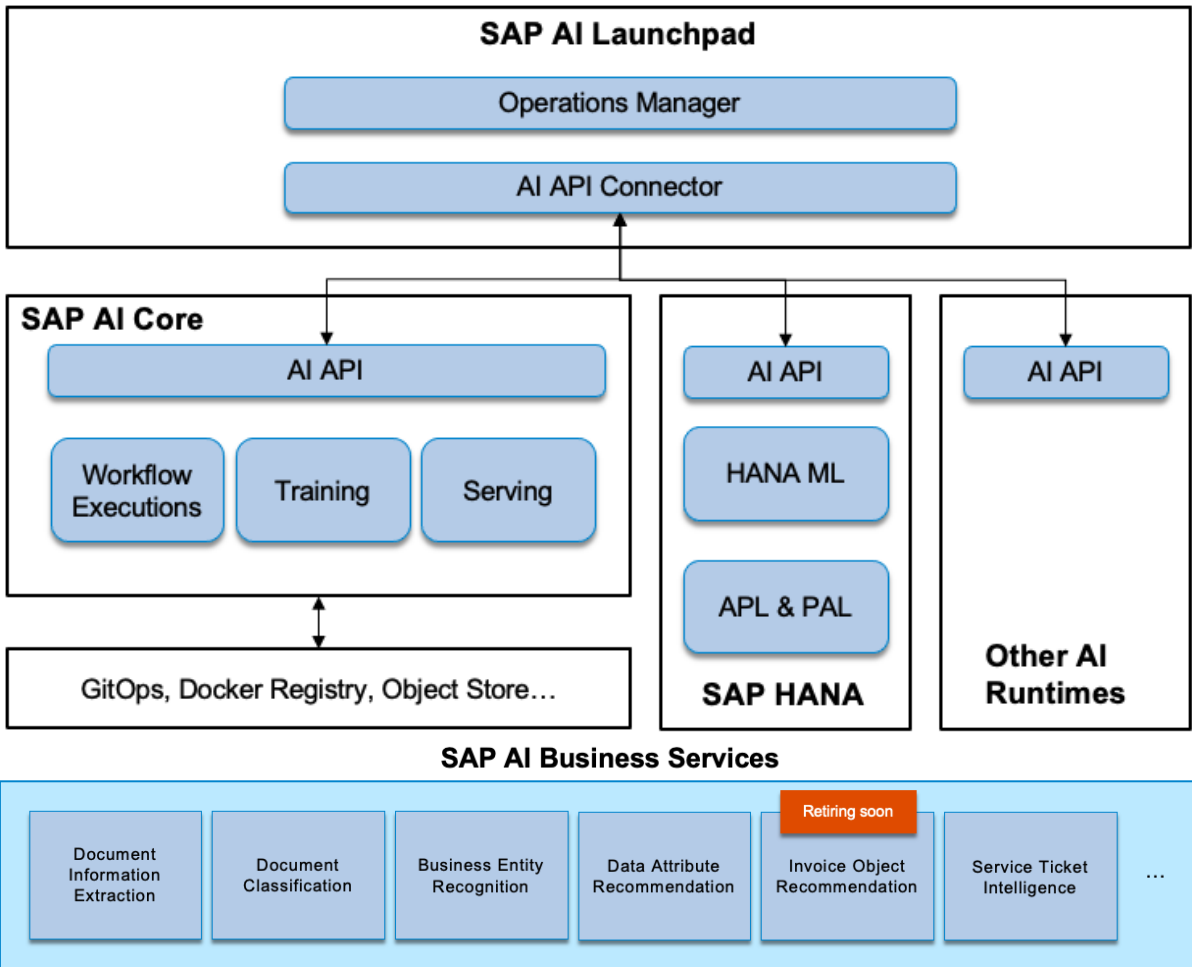 SAP AI Launchpad
Operations Manager
AI API Connector
SAP AI Core
AI API
Workflow
Executions
Training
Serving
GitOps, Docker Registry, Object Store…
AI API
HANA ML
APL & PAL
SAP HANA
AI API
Other AI
Runtimes
SAP AI Business Services
Document
Information
Extraction
Document
Classification
Business Entity
Recognition
Data Attribute
Recommendation
Retiring soon
Invoice Object
Recommendation
Service Ticket
Intelligence
…